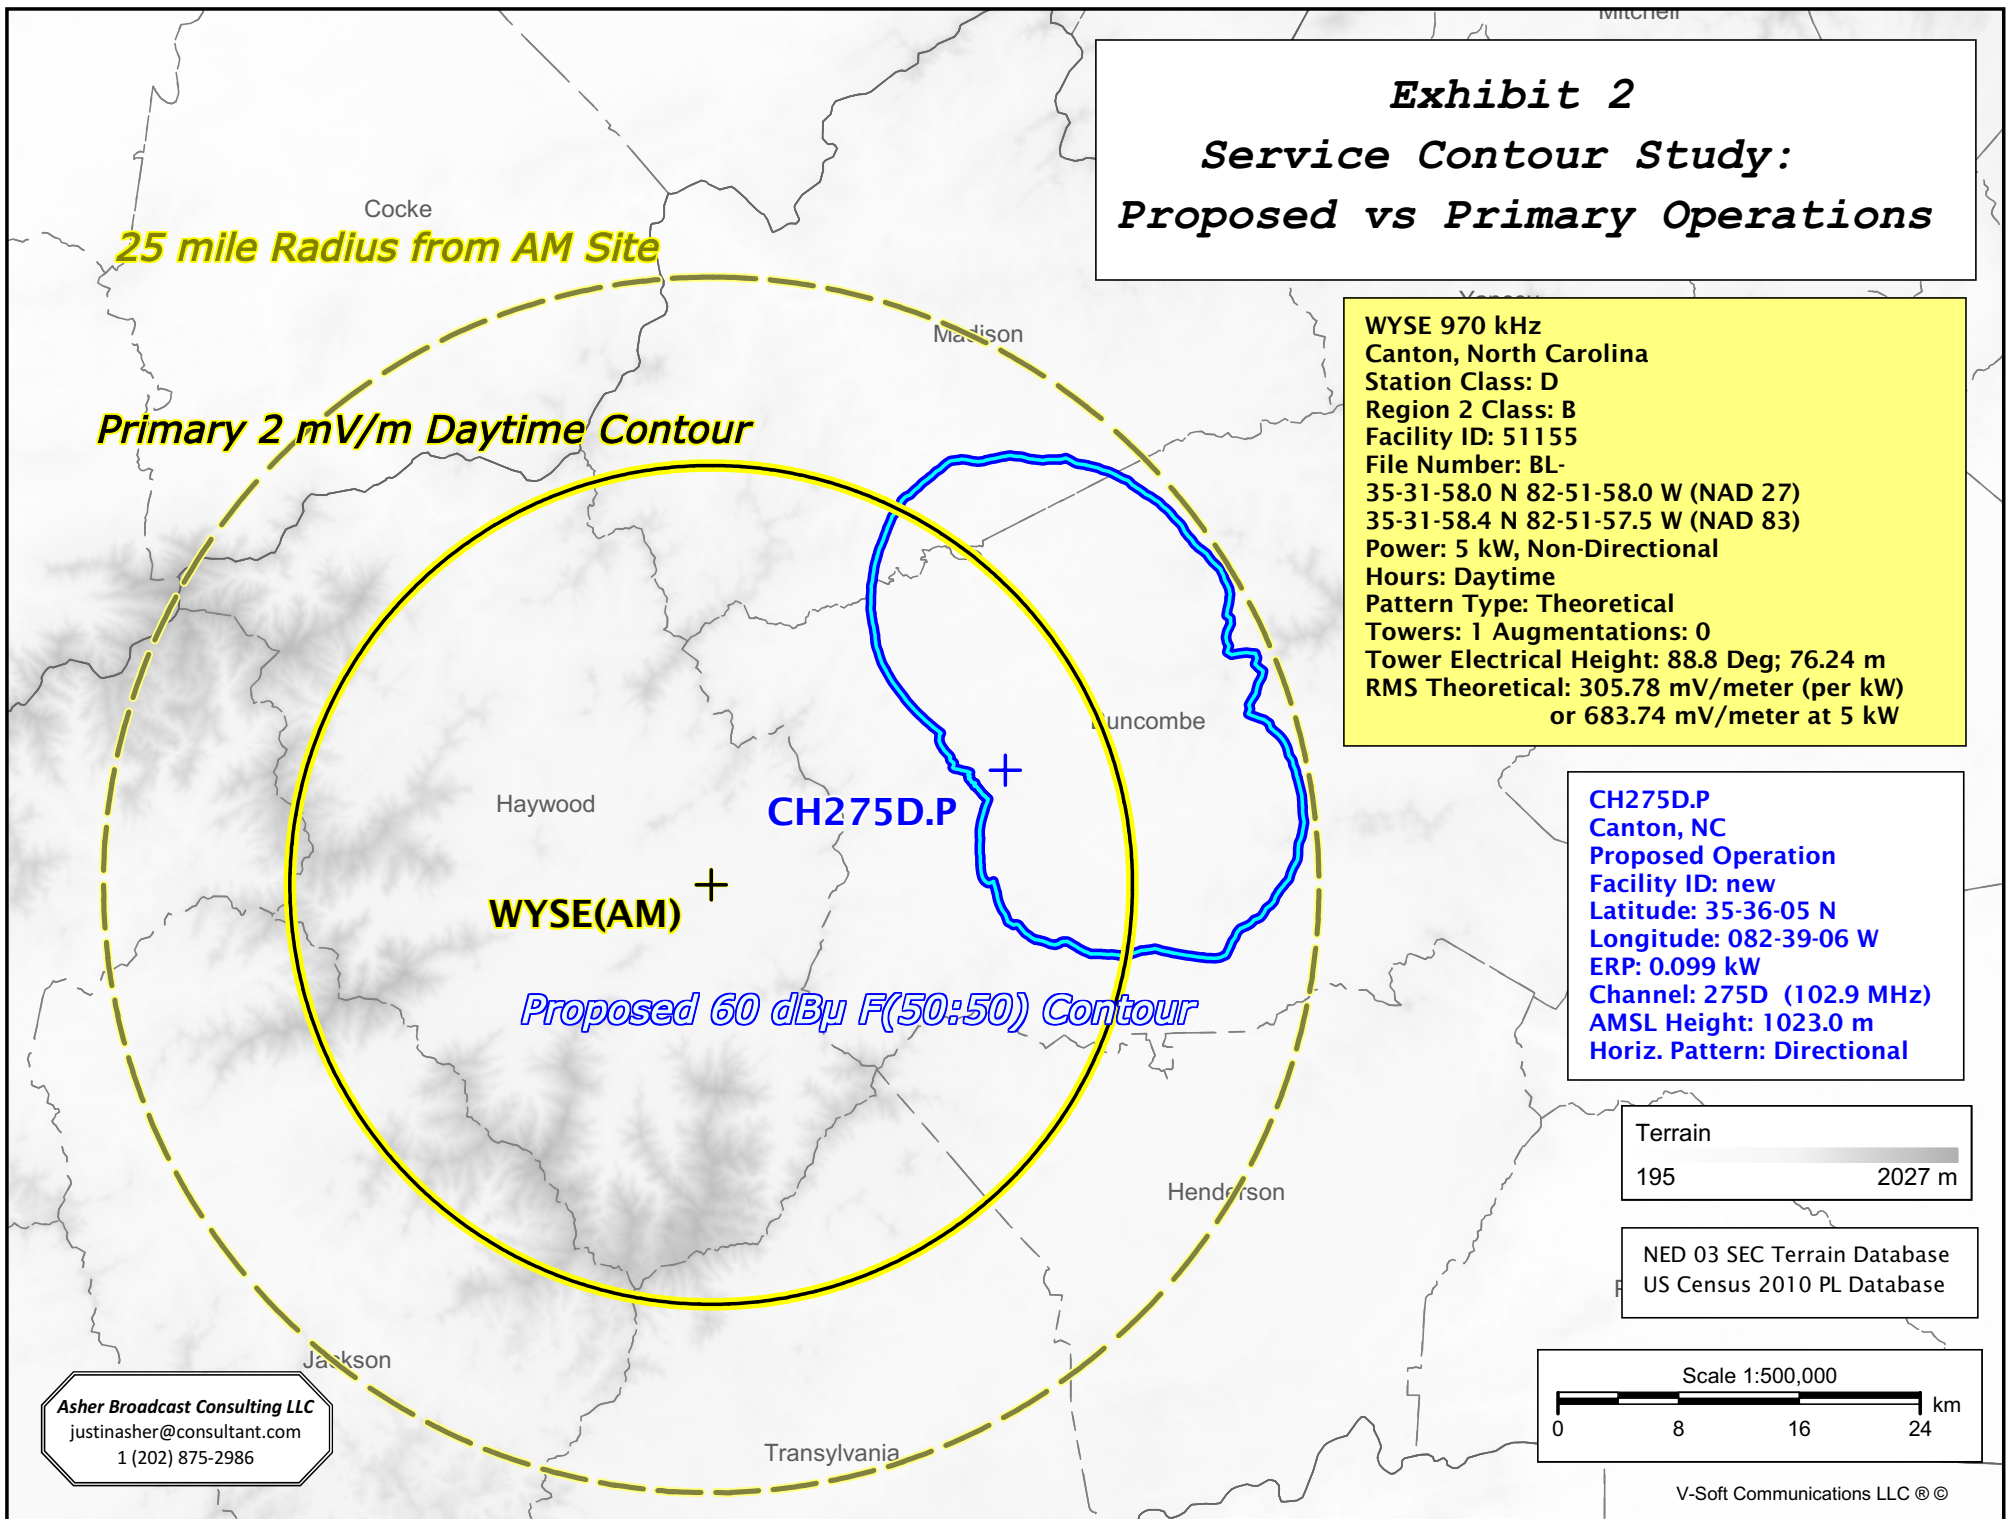 Mitchell
Exhibit 2
Service Contour Study:
Proposed vs Primary Operations
Cocke
25 mile Radius from AM Site
Madison
Yancey
Primary 2 mV/m Daytime Contour
WYSE 970 kHz
Canton, North Carolina
Station Class: D
Region 2 Class: B
Facility ID: 51155
File Number: BL-
35-31-58.0 N 82-51-58.0 W (NAD 27)
35-31-58.4 N 82-51-57.5 W (NAD 83)
Power: 5 kW, Non-Directional
Hours: Daytime
Pattern Type: Theoretical
Towers: 1 Augmentations: 0
Tower Electrical Height: 88.8 Deg; 76.24 m
RMS Theoretical: 305.78 mV/meter (per kW)
or 683.74 mV/meter at 5 kW
Buncombe
Haywood
CH275D.P
WYSE(AM)
Proposed 60 dBµ F(50:50) Contour
CH275D.P
Canton, NC
Proposed Operation
Facility ID: new
Latitude: 35-36-05 N
Longitude: 082-39-06 W
ERP: 0.099 kW
Channel: 275D (102.9 MHz)
AMSL Height: 1023.0 m
Horiz. Pattern: Directional
Terrain
195 2027 m
Henderson
NED 03 SEC Terrain Database
US Census 2010 PL Database
Jackson
Scale 1:500,000
km
0 8 16 24
Asher Broadcast Consulting LLC
justinasher@consultant.com
1 (202) 875-2986
Transylvania
V-Soft Communications LLC ® ©